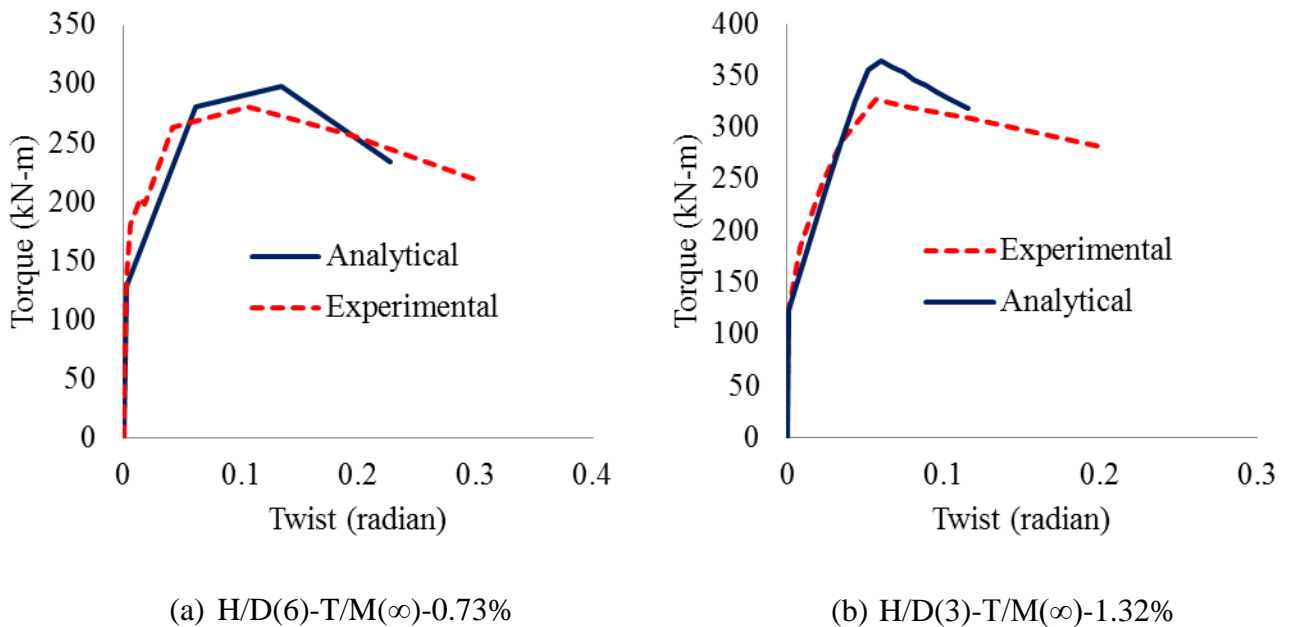 350
300
250
200
150
100
50
0
Torque (kN-m)
Analytical
Experimental
0
0.1
0.2
0.3
0.4
Twist (radian)
(a) H/D(6)-T/M(∞)-0.73%
400
350
300
250
200
150
100
50
0
Torque (kN-m)
Experimental
Analytical
0
0.1
0.2
0.3
Twist (radian)
(b) H/D(3)-T/M(∞)-1.32%